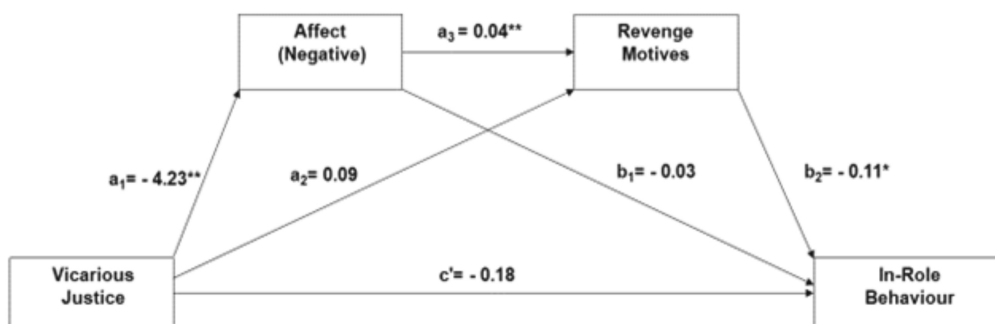 Affect
(Negative)
a₃ = 0.04**
Revenge
Motives
a₁= - 4.23**
a₂= 0.09
b₁= - 0.03
b₂= - 0.11*
Vicarious
Justice
c'= - 0.18
In-Role
Behaviour